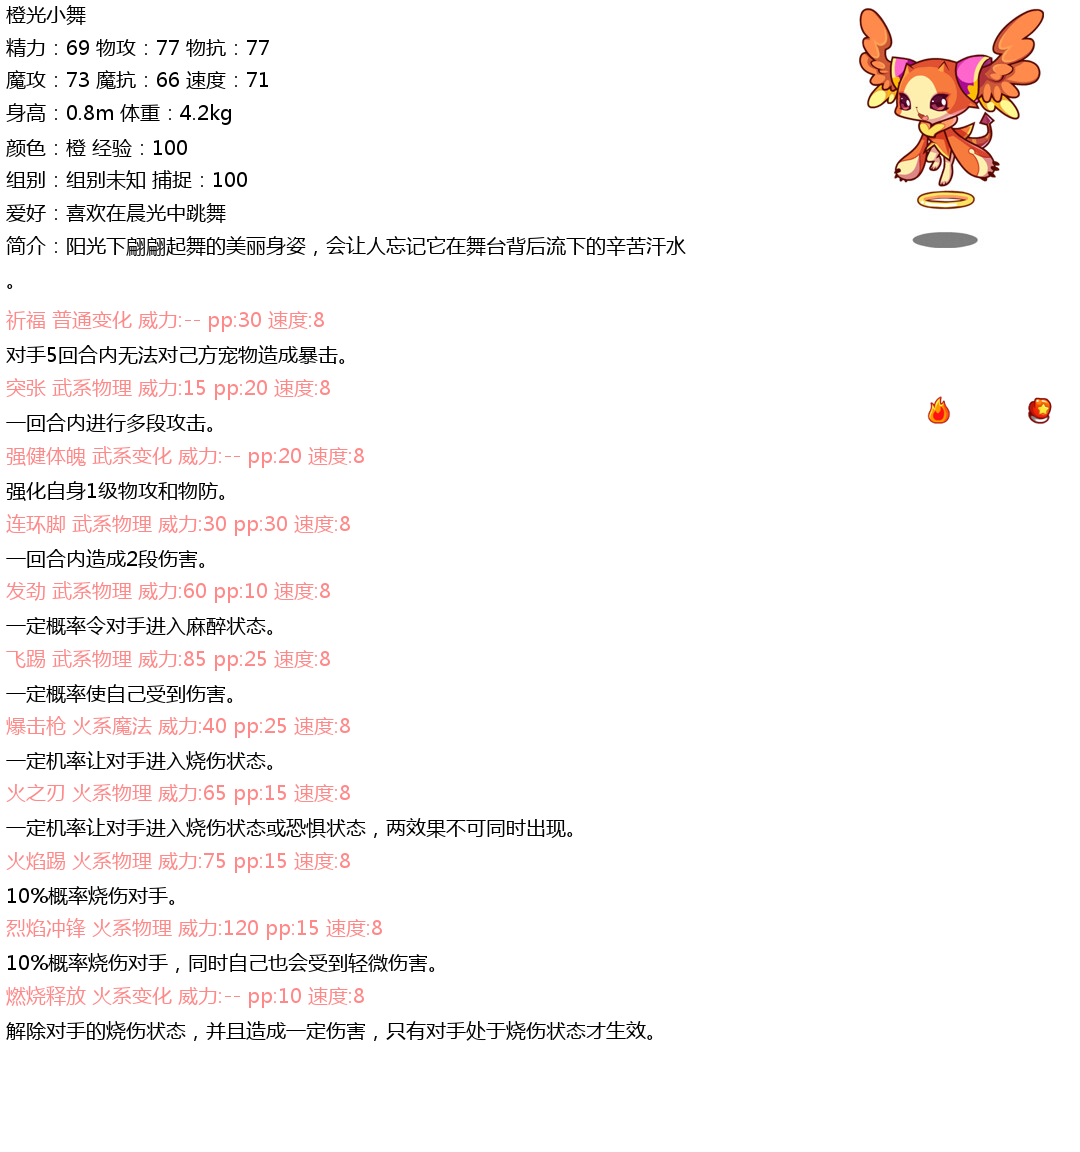 橙光小舞
精力：69 物攻：77 物抗：77
魔攻：73 魔抗：66 速度：71
身高：0.8m 体重：4.2kg
颜色：橙 经验：100
组别：组别未知 捕捉：100
爱好：喜欢在晨光中跳舞
简介：阳光下翩翩起舞的美丽身姿，会让人忘记它在舞台背后流下的辛苦汗水
。
祈福 普通变化 威力:-- pp:30 速度:8
对手5回合内无法对己方宠物造成暴击。
突张 武系物理 威力:15 pp:20 速度:8
一回合内进行多段攻击。
强健体魄 武系变化 威力:-- pp:20 速度:8
强化自身1级物攻和物防。
连环脚 武系物理 威力:30 pp:30 速度:8
一回合内造成2段伤害。
发劲 武系物理 威力:60 pp:10 速度:8
一定概率令对手进入麻醉状态。
飞踢 武系物理 威力:85 pp:25 速度:8
一定概率使自己受到伤害。
爆击枪 火系魔法 威力:40 pp:25 速度:8
一定机率让对手进入烧伤状态。
火之刃 火系物理 威力:65 pp:15 速度:8
一定机率让对手进入烧伤状态或恐惧状态，两效果不可同时出现。
火焰踢 火系物理 威力:75 pp:15 速度:8
10%概率烧伤对手。
烈焰冲锋 火系物理 威力:120 pp:15 速度:8
10%概率烧伤对手，同时自己也会受到轻微伤害。
燃烧释放 火系变化 威力:-- pp:10 速度:8
解除对手的烧伤状态，并且造成一定伤害，只有对手处于烧伤状态才生效。